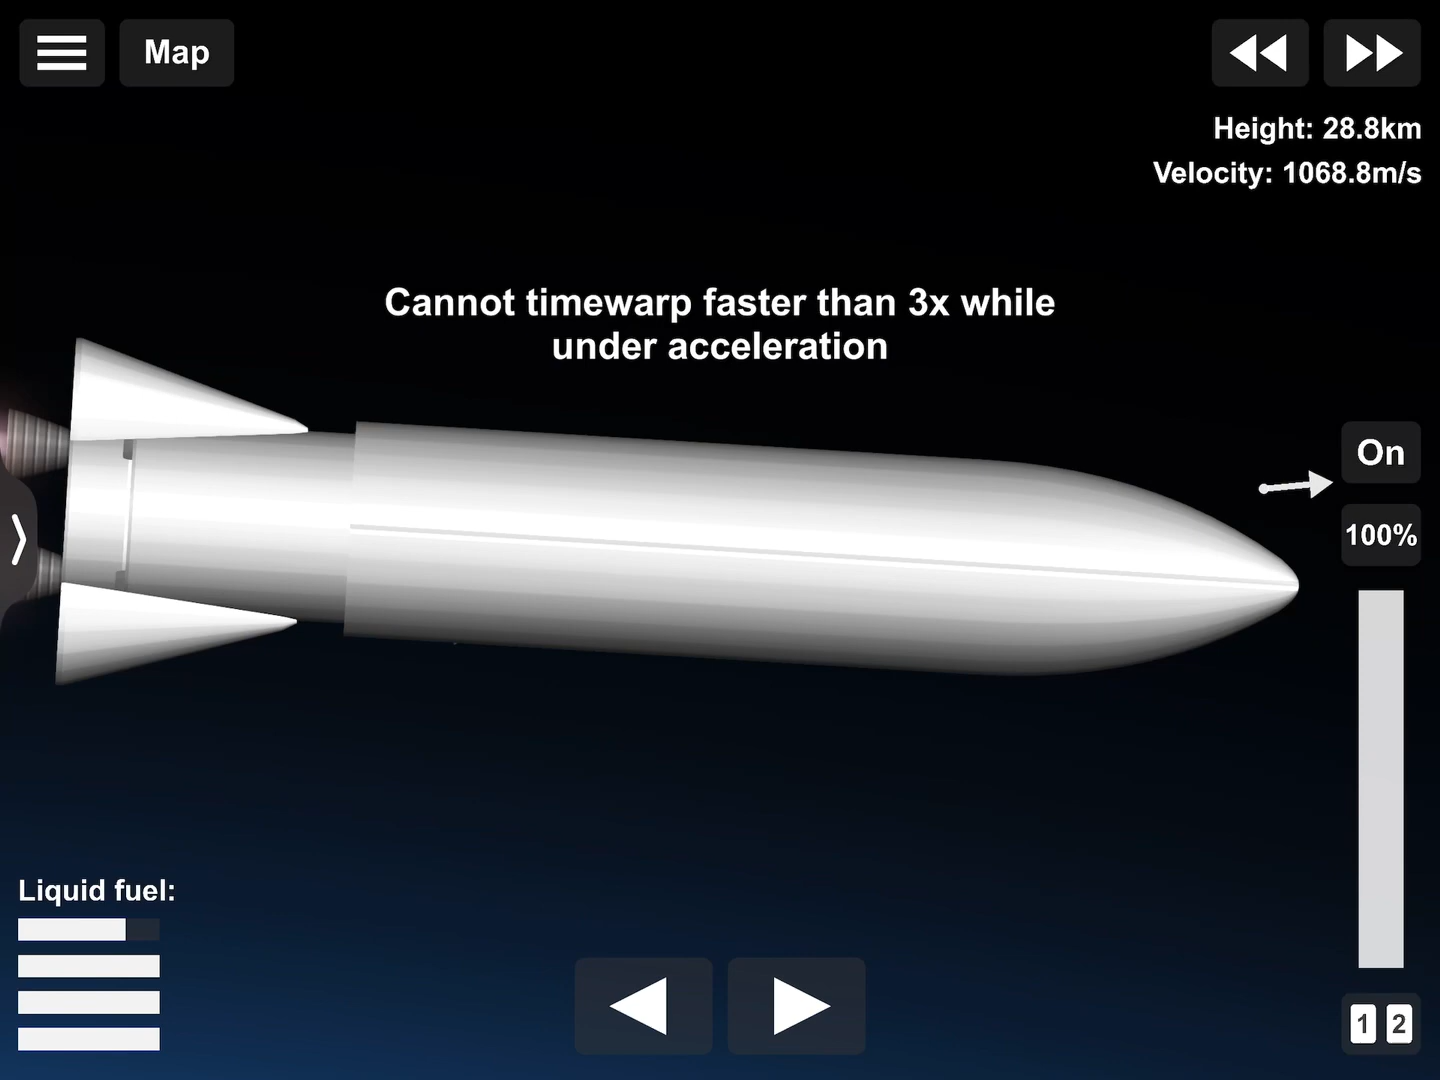 Map
Height: 28.8km
Velocity: 1068.8m/s
Cannot timewarp faster than 3x while
under acceleration
On
100%
Liquid fuel:
1 2